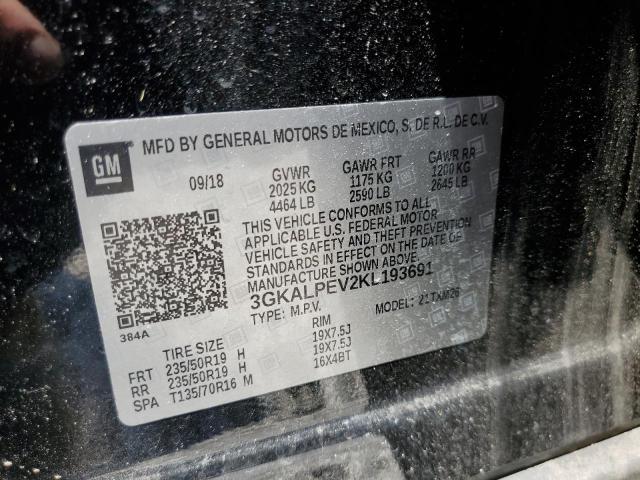 GM
MFD BY GENERAL MOTORS DE MEXICO, S. DE R.L. DE C.V.
09/18 GVWR GAWR FRT GAWR RR
2025 KG 1175 KG 1200 KG
4464 LB 2590 LB 2645 LB
THIS VEHICLE CONFORMS TO ALL
APPLICABLE U.S. FEDERAL MOTOR
VEHICLE SAFETY AND THEFT PREVENTION
STANDARDS IN EFFECT ON THE DATE OF
MANUFACTURE SHOWN ABOVE.
3GKALPEV2KL193691
TYPE: M.P.V. MODEL: 21TXM26
384A
TIRE SIZE RIM
FRT 235/50R19 H 19X7.5J
RR 235/50R19 H 19X7.5J
SPA T135/70R16 M 16X4BT